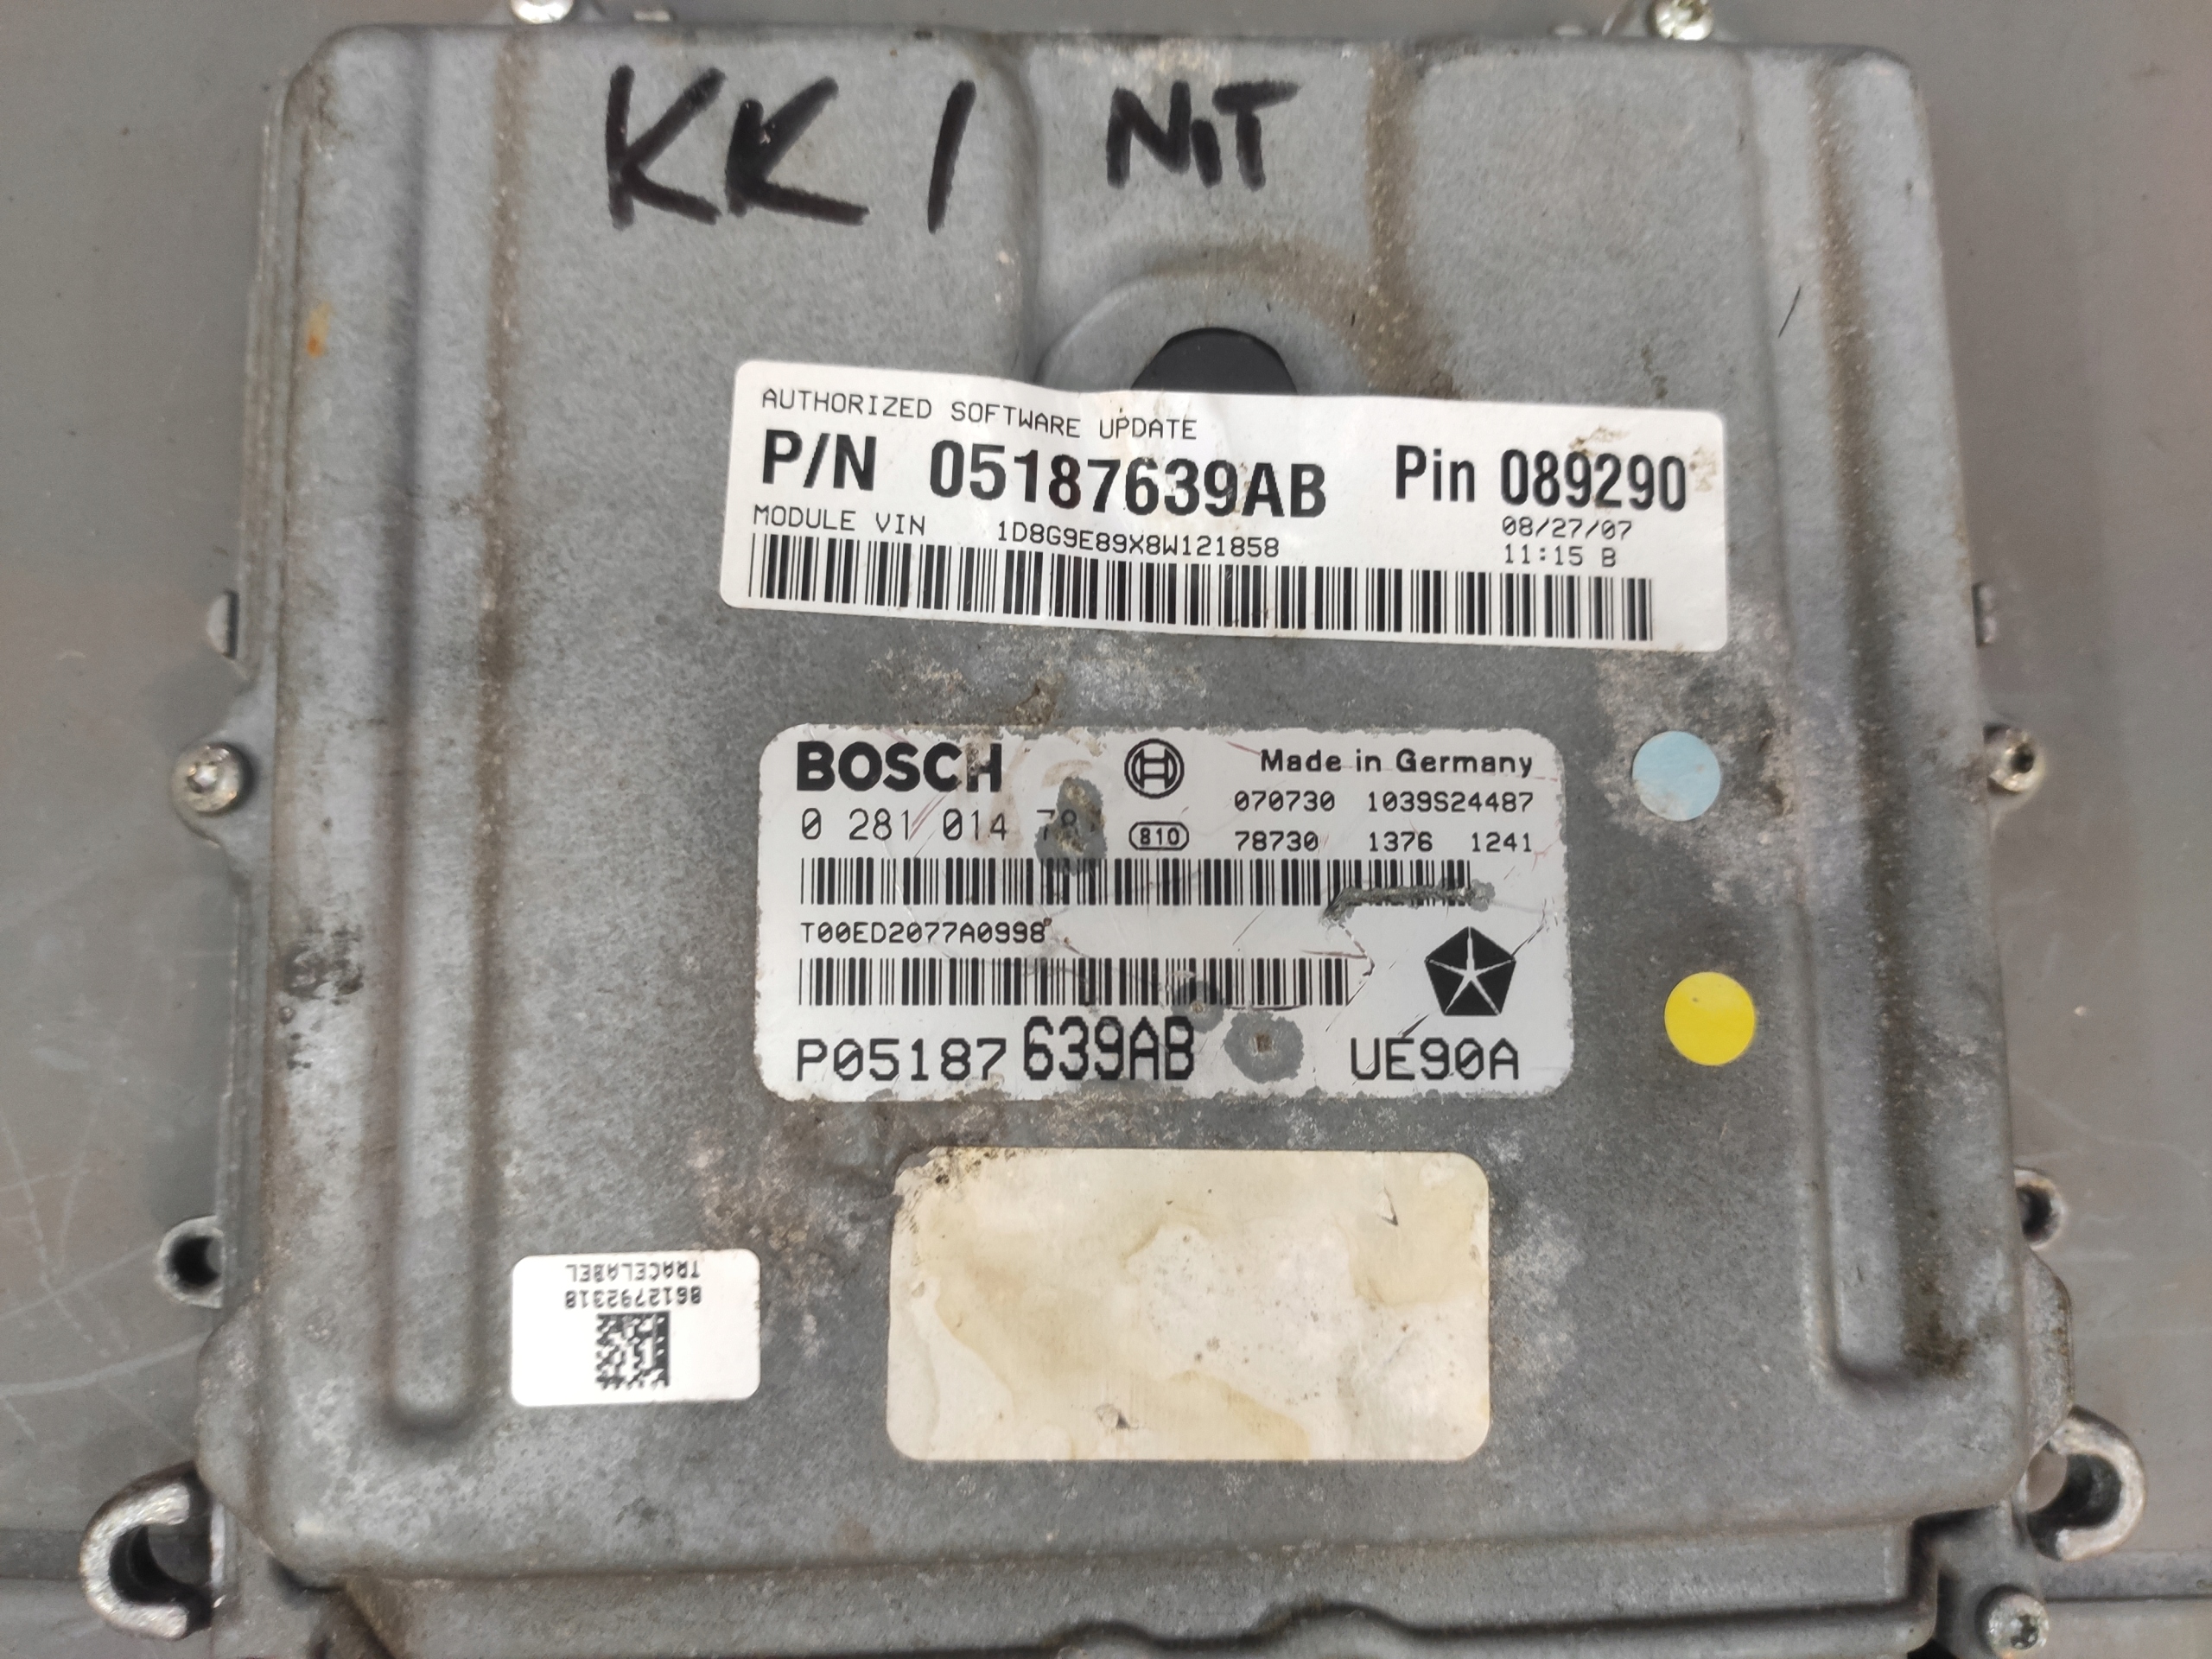 KK / NiT
AUTHORIZED SOFTWARE UPDATE
P/N 05187639AB Pin 089290
MODULE VIN 1D8G9E89X8W121858 08/27/07
11:15 B
BOSCH Made in Germany
070730 1039S24487
0 281 014 810 78730 1376 1241
T00ED2077A0998
P05187639AB UE90A
TRACELABEL
8612792318